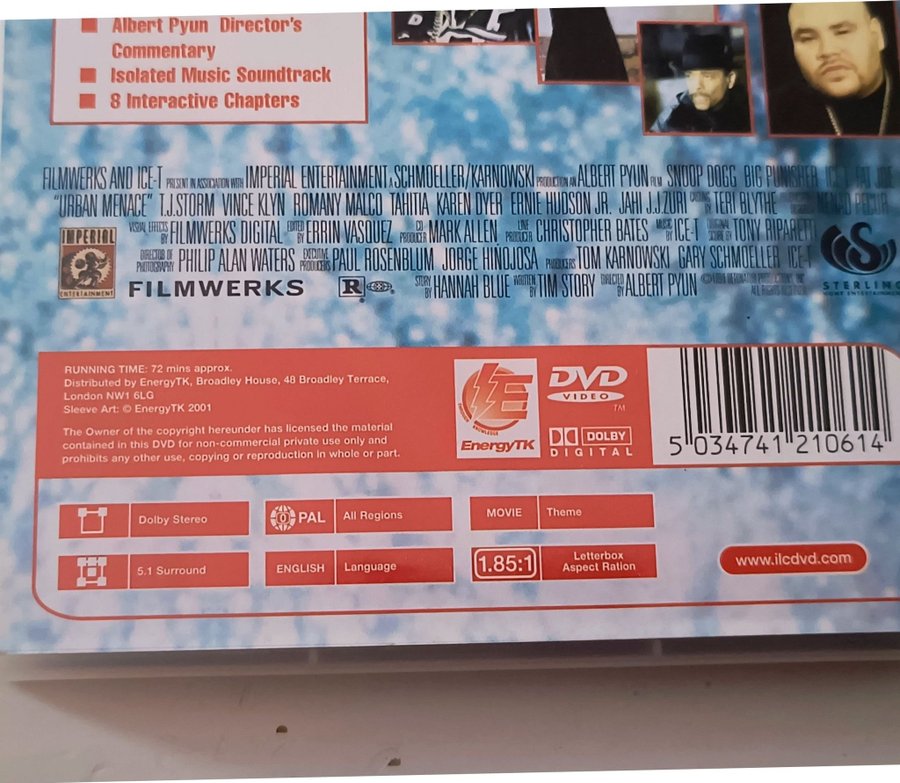 Albert Pyun Director's
Commentary
Isolated Music Soundtrack
8 Interactive Chapters
FILMWERKS AND ICE-T PRESENT IN ASSOCIATION WITH IMPERIAL ENTERTAINMENT A SCHMOELLER/KARNOWSKI PRODUCTION AN ALBERT PYUN FILM SNOOP DOGG BIG PUNISHER ICE-T FAT JOE
"URBAN MENACE" T.J.STORM VINCE KLYN ROMANY MALCO TAHITIA KAREN DYER ERNIE HUDSON JR. JAHI J.J.ZURI CASTING BY TERI BLYTHE
VISUAL EFFECTS BY FILMWERKS DIGITAL EDITED BY ERRIN VASQUEZ CO PRODUCER MARK ALLEN LINE PRODUCER CHRISTOPHER BATES MUSIC BY ICE-T ORIGINAL SCORE BY TONY RIPARETTI
DIRECTOR OF PHOTOGRAPHY PHILIP ALAN WATERS EXECUTIVE PRODUCERS PAUL ROSENBLUM JORGE HINOJOSA PRODUCERS TOM KARNOWSKI GARY SCHMOELLER ICE-T
STORY BY HANNAH BLUE WRITTEN BY TIM STORY DIRECTED BY ALBERT PYUN
ALL RIGHTS RESERVED
IMPERIAL
ENTERTAINMENT
FILMWERKS
R
STERLING
HOME ENTERTAINMENT
RUNNING TIME: 72 mins approx.
Distributed by EnergyTK, Broadley House, 48 Broadley Terrace,
London NW1 6LG
Sleeve Art: © EnergyTK 2001
The Owner of the copyright hereunder has licensed the material
contained in this DVD for non-commercial private use only and
prohibits any other use, copying or reproduction in whole or part.
E
EnergyTK
DVD
VIDEO
TM
DOLBY
DIGITAL
5 034741 210614
Dolby Stereo
0 PAL All Regions
MOVIE Theme
5.1 Surround
ENGLISH Language
1.85:1 Letterbox
Aspect Ration
www.ilcdvd.com